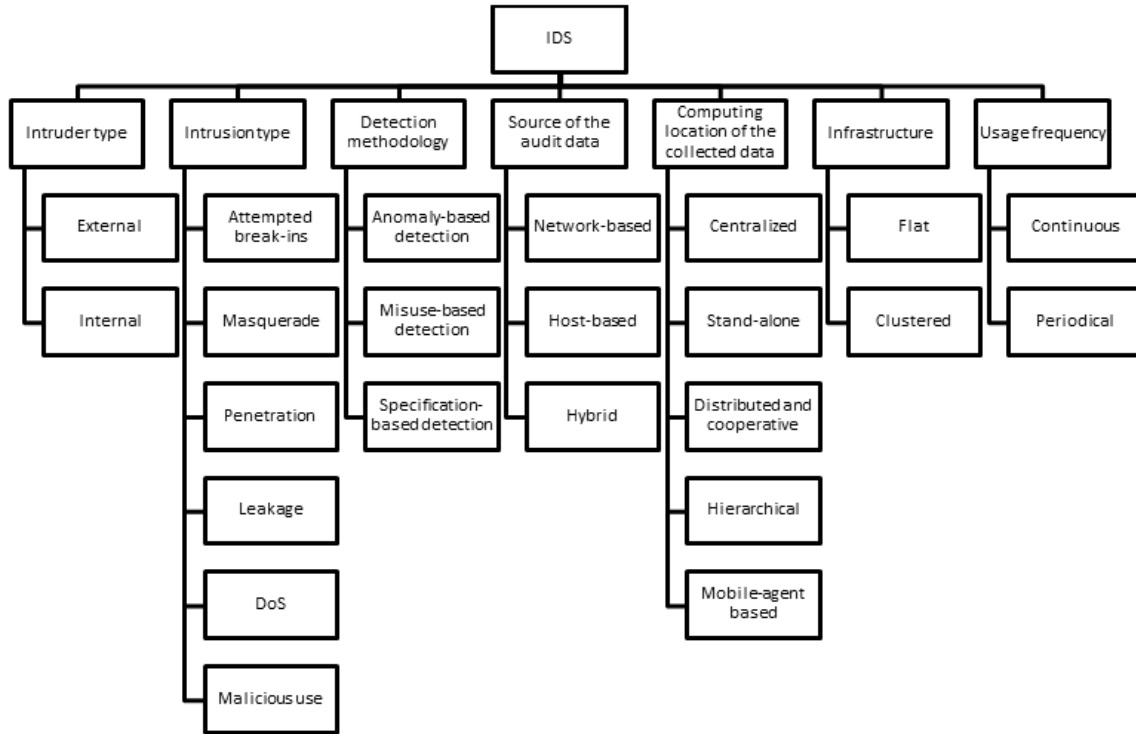 IDS
Intruder type
Intrusion type
Detection
methodology
Source of the
audit data
Computing
location of the
collected data
Infrastructure
Usage frequency
External
Attempted
break-ins
Anomaly-based
detection
Network-based
Centralized
Flat
Continuous
Internal
Masquerade
Misuse-based
detection
Host-based
Stand-alone
Clustered
Periodical
Penetration
Specification-
based detection
Hybrid
Distributed and
cooperative
Leakage
Hierarchical
DoS
Mobile-agent
based
Malicious use